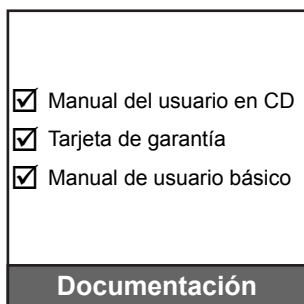 Manual del usuario en CD
Tarjeta de garantía
Manual de usuario básico
Documentación